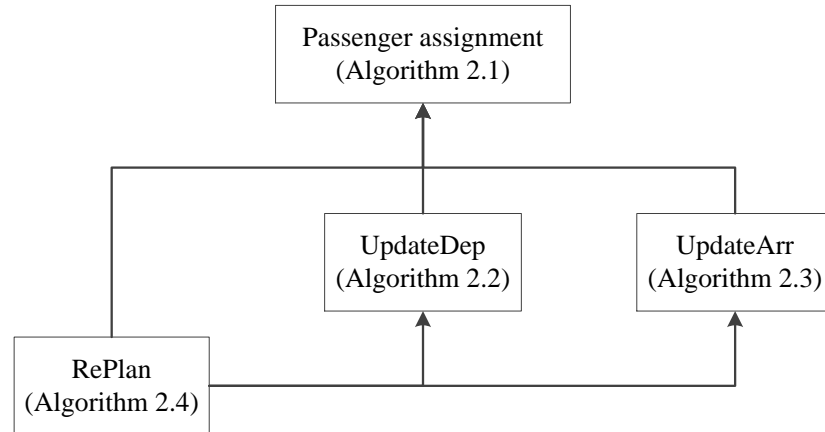 Passenger assignment
(Algorithm 2.1)
UpdateDep
(Algorithm 2.2)
UpdateArr
(Algorithm 2.3)
RePlan
(Algorithm 2.4)